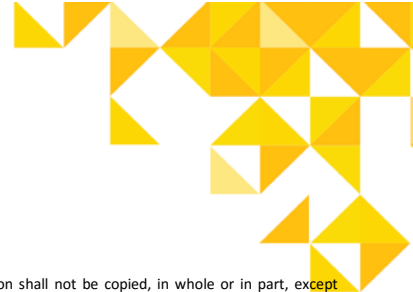 on shall not be copied, in whole or in part, except